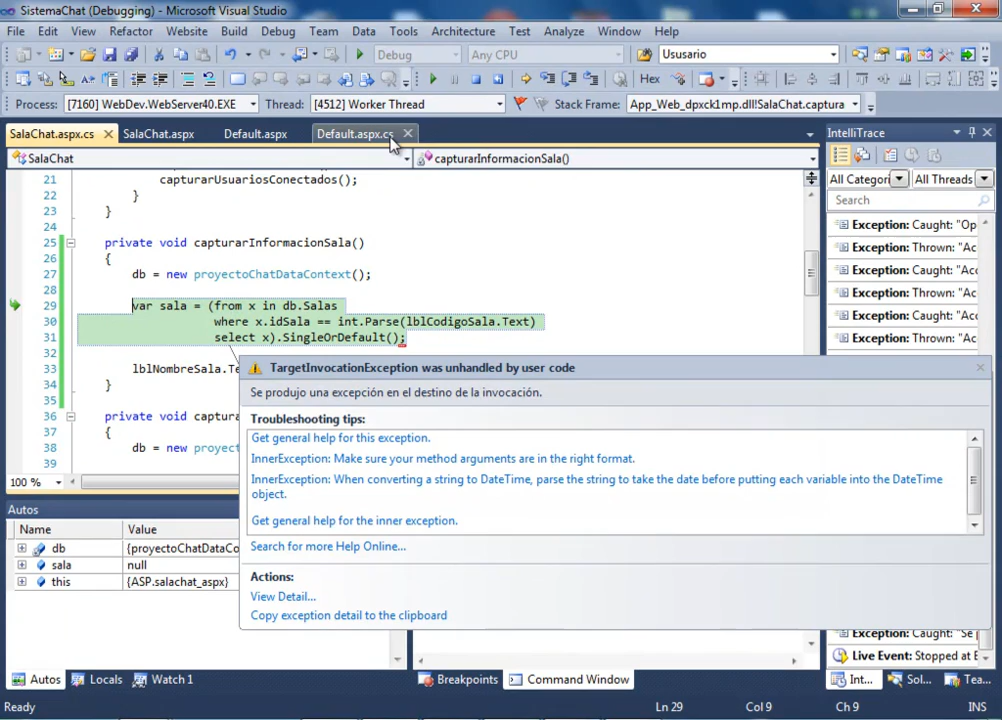 SistemaChat (Debugging) - Microsoft Visual Studio
File Edit View Refactor Website Build Debug Team Data Tools Architecture Test Analyze Window Help
Debug Any CPU Ususario
Hex
Process: [7160] WebDev.WebServer40.EXE Thread: [4512] Worker Thread Stack Frame: App_Web_dpxck1mp.dll!SalaChat.captura
SalaChat.aspx.cs SalaChat.aspx Default.aspx Default.aspx.cs
SalaChat capturarInformacionSala()
21 capturarUsuariosConectados();
22 }
23 }
24
25 private void capturarInformacionSala()
26 {
27 db = new proyectoChatDataContext();
28
29 var sala = (from x in db.Salas
30 where x.idSala == int.Parse(lblCodigoSala.Text)
31 select x).SingleOrDefault();
32
33 lblNombreSala.Te
34 }
35
36 private void captura
37 {
38 db = new proyec
39
100 %
TargetInvocationException was unhandled by user code
Se produjo una excepción en el destino de la invocación.
Troubleshooting tips:
Get general help for this exception.
InnerException: Make sure your method arguments are in the right format.
InnerException: When converting a string to DateTime, parse the string to take the date before putting each variable into the DateTime
object.
Get general help for the inner exception.
Search for more Help Online...
Actions:
View Detail...
Copy exception detail to the clipboard
IntelliTrace
All Categori All Threads
Search
Exception: Caught: "Op
Exception: Thrown: "Ac
Exception: Caught: "Acc
Exception: Thrown: "Ac
Exception: Caught: "Acc
Exception: Thrown: "Ac
Exception: Caught: "Se p
Live Event: Stopped at E
Autos
Name Value
db {proyectoChatDataCo
sala null
this {ASP.salachat_aspx}
Autos Locals Watch 1
Breakpoints Command Window
Int... Sol... Tea...
Ready Ln 29 Col 9 Ch 9 INS